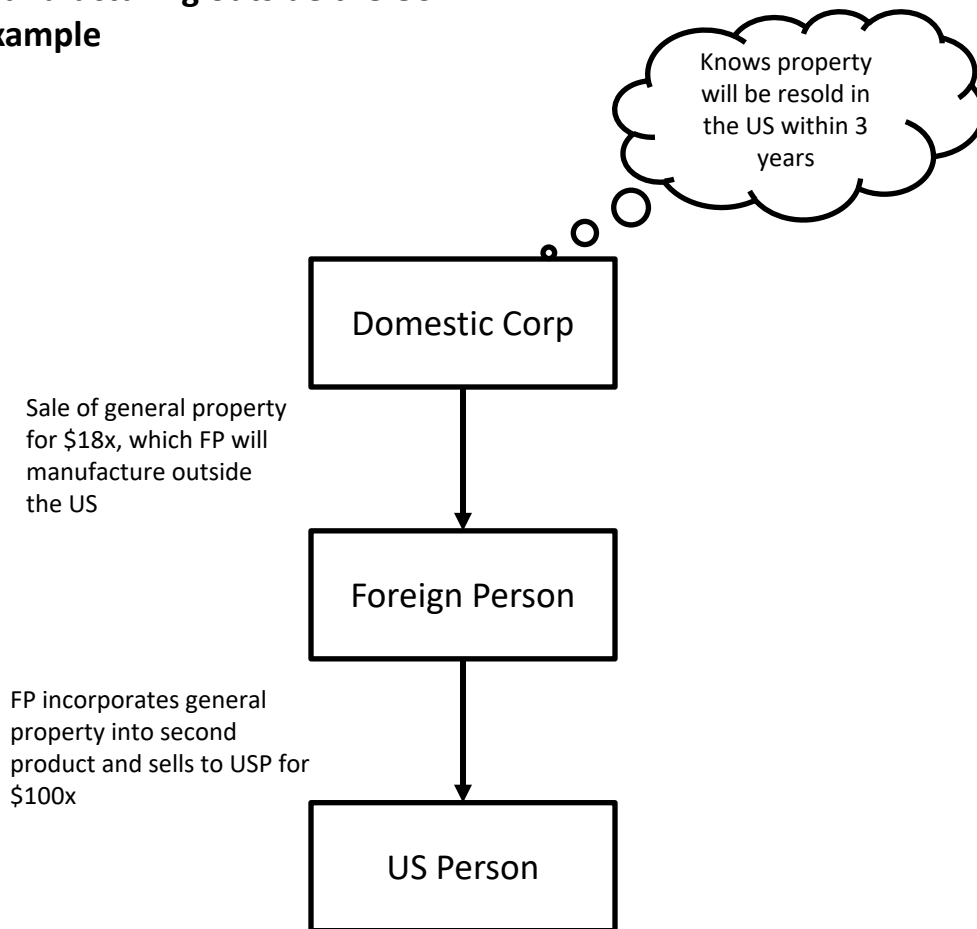 xample
Knows property
will be resold in
the US within 3
years
Domestic Corp
Sale of general property
for $18x, which FP will
manufacture outside
the US
Foreign Person
FP incorporates general
property into second
product and sells to USP for
$100x
US Person